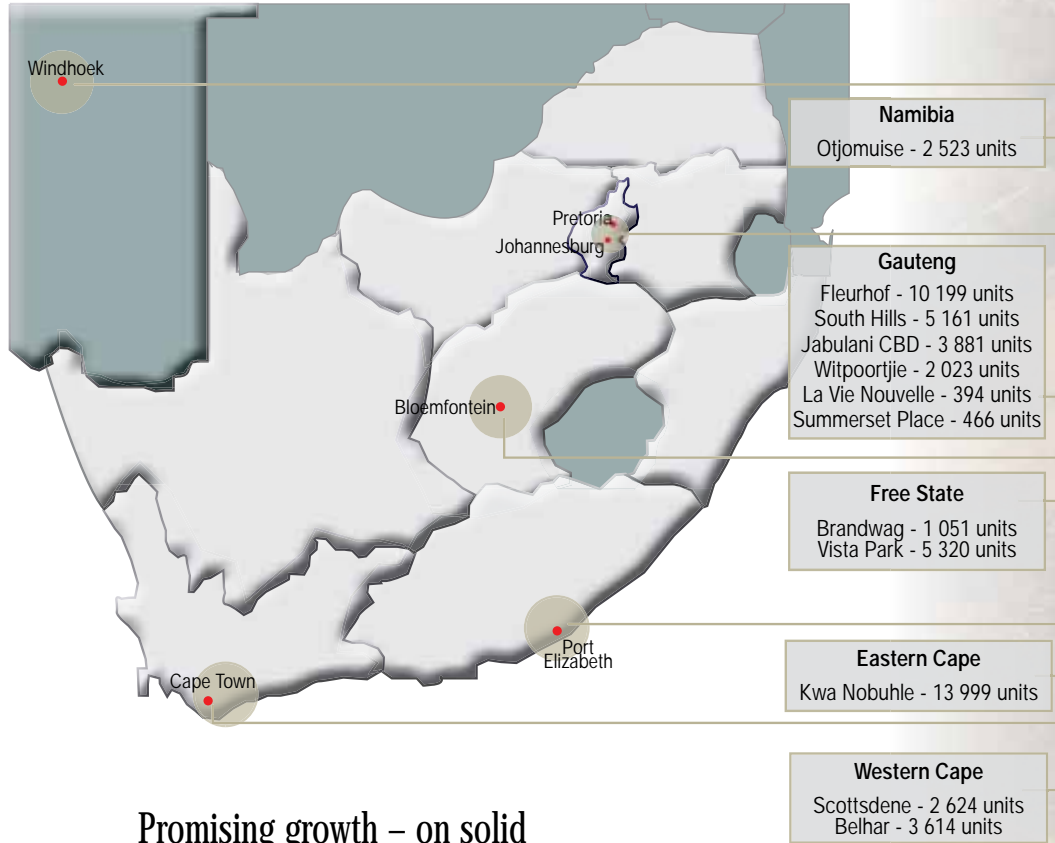 Windhoek
Namibia
Otjomuise - 2 523 units
Pretoria
Johannesburg
Gauteng
Fleurhof - 10 199 units
South Hills - 5 161 units
Jabulani CBD - 3 881 units
Witpoortjie - 2 023 units
La Vie Nouvelle - 394 units
Summerset Place - 466 units
Bloemfontein
Free State
Brandwag - 1 051 units
Vista Park - 5 320 units
Port
Elizabeth
Eastern Cape
Kwa Nobuhle - 13 999 units
Cape Town
Western Cape
Scottsdene - 2 624 units
Belhar - 3 614 units
Promising growth – on solid